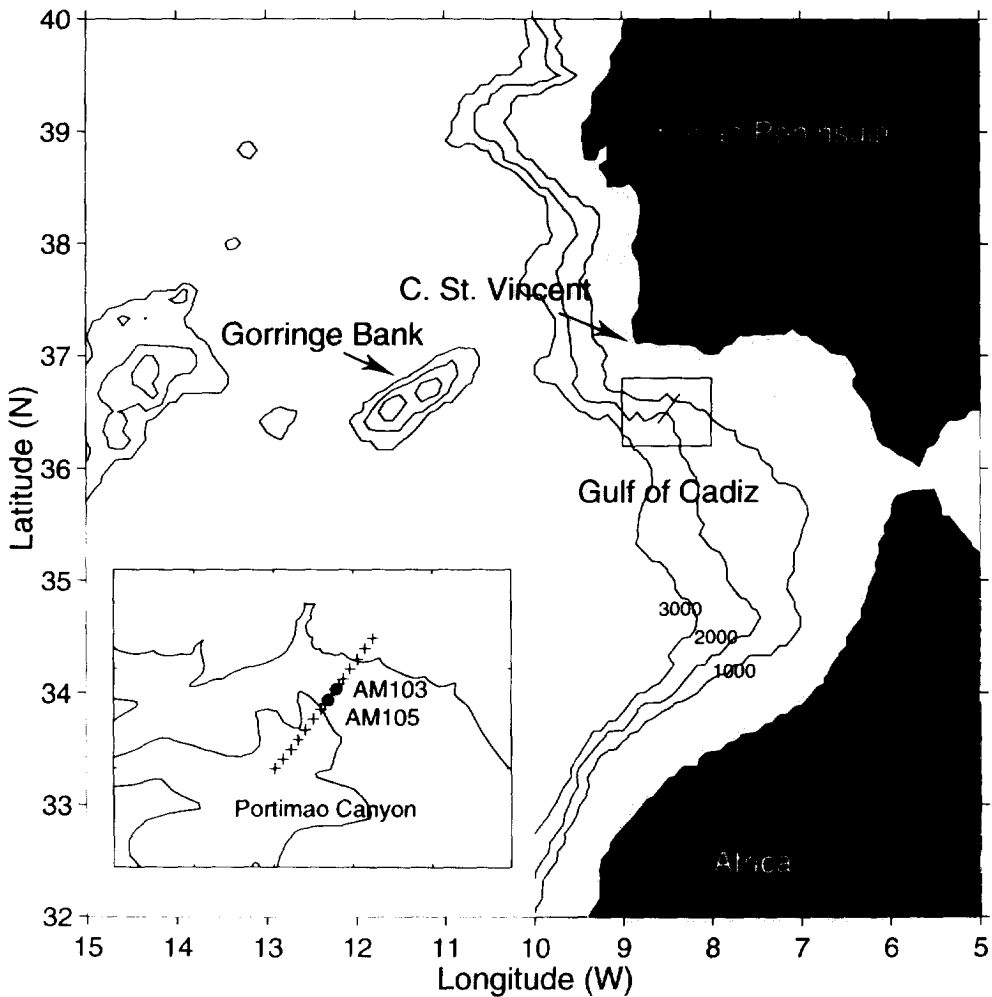 40
39
38
37
36
35
34
33
32
Latitude (N)
Peninsula
C. St. Vincent
Gorringe Bank
Gulf of Cadiz
3000
2000
1000
AM103
AM105
Portimao Canyon
Africa
15 14 13 12 11 10 9 8 7 6 5
Longitude (W)